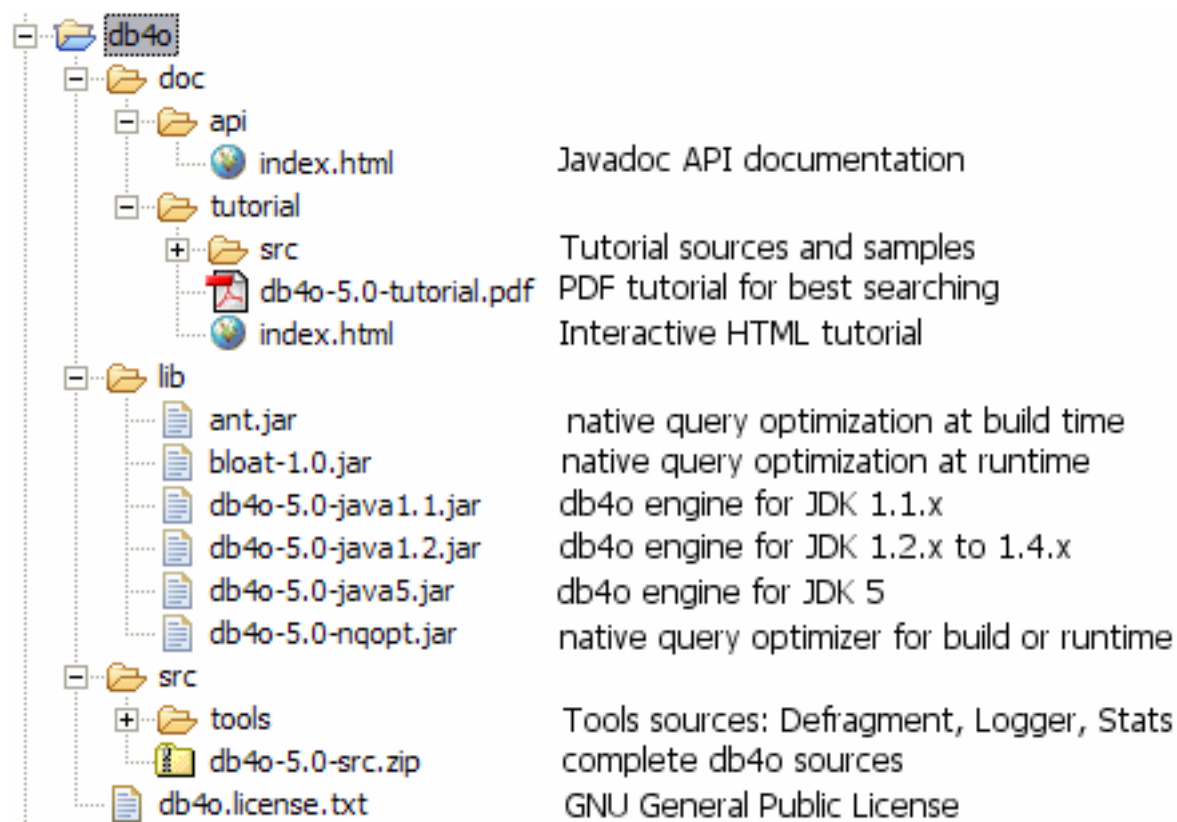 db4o
doc
api
index.html Javadoc API documentation
tutorial
src Tutorial sources and samples
db4o-5.0-tutorial.pdf PDF tutorial for best searching
index.html Interactive HTML tutorial
lib
ant.jar native query optimization at build time
bloat-1.0.jar native query optimization at runtime
db4o-5.0-java1.1.jar db4o engine for JDK 1.1.x
db4o-5.0-java1.2.jar db4o engine for JDK 1.2.x to 1.4.x
db4o-5.0-java5.jar db4o engine for JDK 5
db4o-5.0-nqopt.jar native query optimizer for build or runtime
src
tools Tools sources: Defragment, Logger, Stats
db4o-5.0-src.zip complete db4o sources
db4o.license.txt GNU General Public License